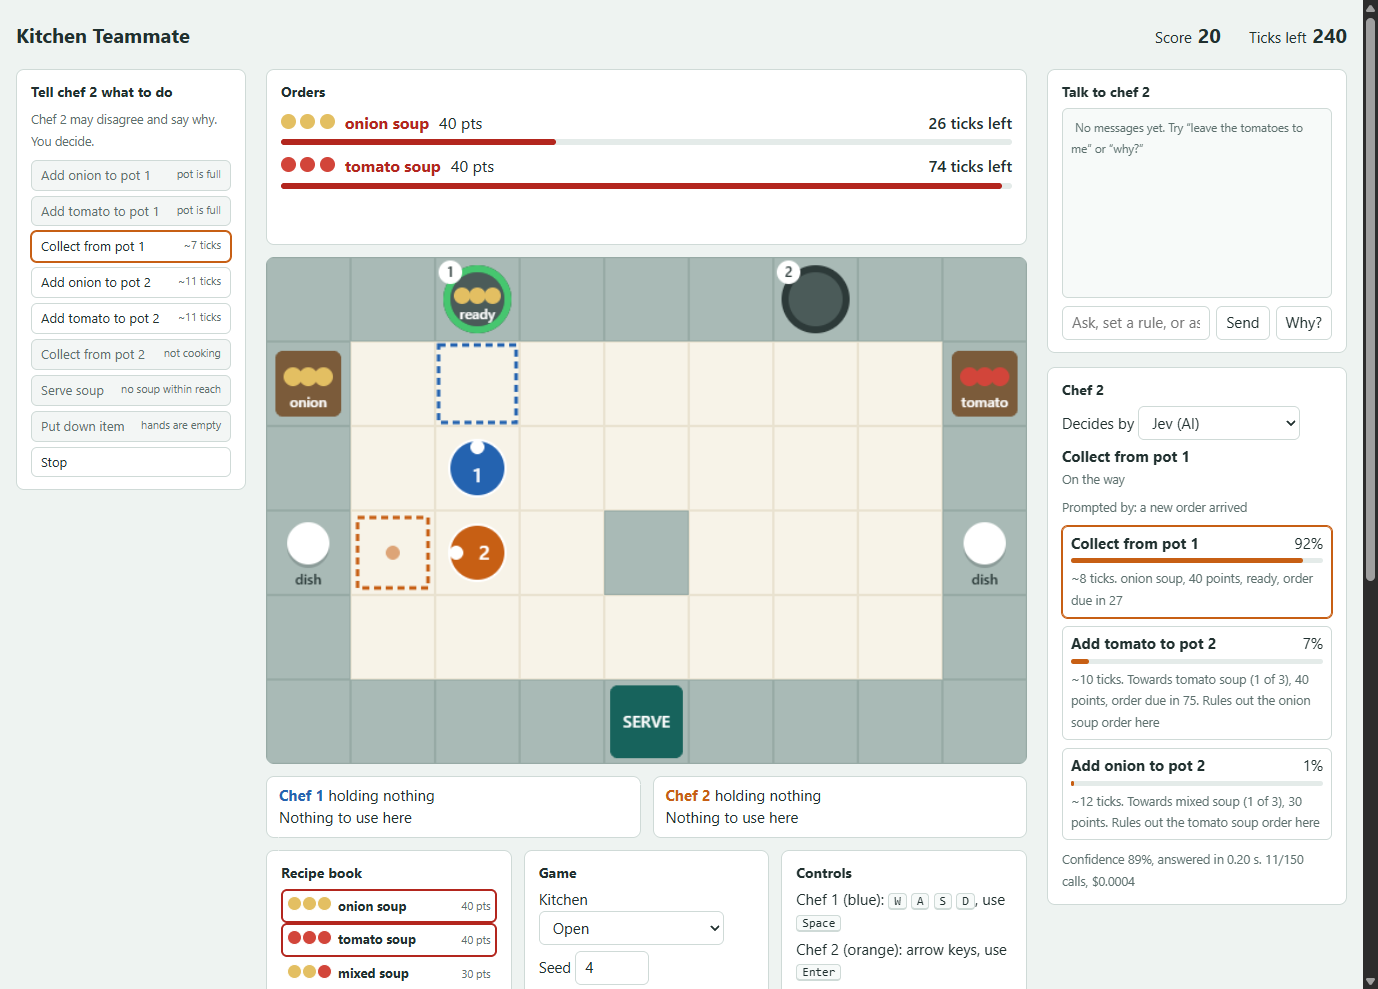 Kitchen Teammate
Score 20
Ticks left 240
Tell chef 2 what to do
Chef 2 may disagree and say why.
You decide.
Add onion to pot 1 pot is full
Add tomato to pot 1 pot is full
Collect from pot 1 ~7 ticks
Add onion to pot 2 ~11 ticks
Add tomato to pot 2 ~11 ticks
Collect from pot 2 not cooking
Serve soup no soup within reach
Put down item hands are empty
Stop
Orders
onion soup 40 pts 26 ticks left
tomato soup 40 pts 74 ticks left
1
ready
2
onion
tomato
1
2
dish
dish
SERVE
Chef 1 holding nothing
Nothing to use here
Chef 2 holding nothing
Nothing to use here
Recipe book
onion soup 40 pts
tomato soup 40 pts
mixed soup 30 pts
Game
Kitchen
Open
Seed 4
Controls
Chef 1 (blue): W A S D, use
Space
Chef 2 (orange): arrow keys, use
Enter
Talk to chef 2
No messages yet. Try “leave the tomatoes to
me” or “why?”
Ask, set a rule, or as
Send
Why?
Chef 2
Decides by Jev (AI)
Collect from pot 1
On the way
Prompted by: a new order arrived
Collect from pot 1 92%
~8 ticks. onion soup, 40 points, ready, order
due in 27
Add tomato to pot 2 7%
~10 ticks. Towards tomato soup (1 of 3), 40
points, order due in 75. Rules out the onion
soup order here
Add onion to pot 2 1%
~12 ticks. Towards mixed soup (1 of 3), 30
points. Rules out the tomato soup order here
Confidence 89%, answered in 0.20 s. 11/150
calls, $0.0004